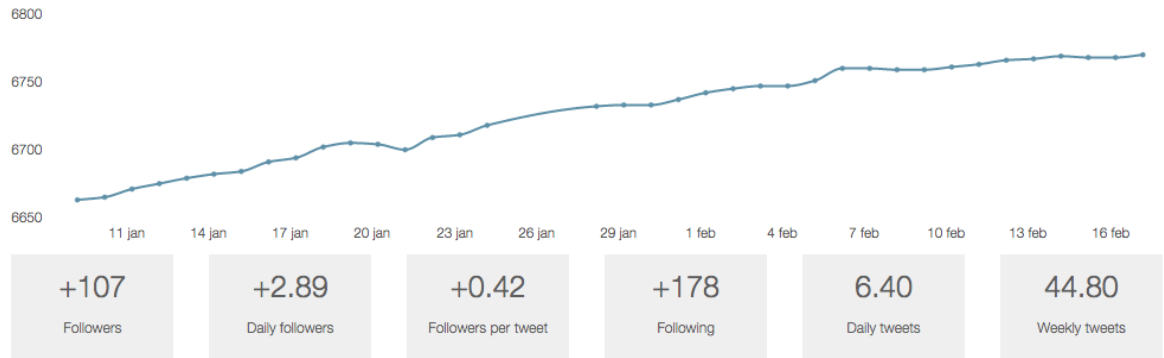 6800
6750
6700
6650
11 jan 14 jan 17 jan 20 jan 23 jan 26 jan 29 jan 1 feb 4 feb 7 feb 10 feb 13 feb 16 feb
+107 +2.89 +0.42 +178 6.40 44.80
Followers Daily followers Followers per tweet Following Daily tweets Weekly tweets